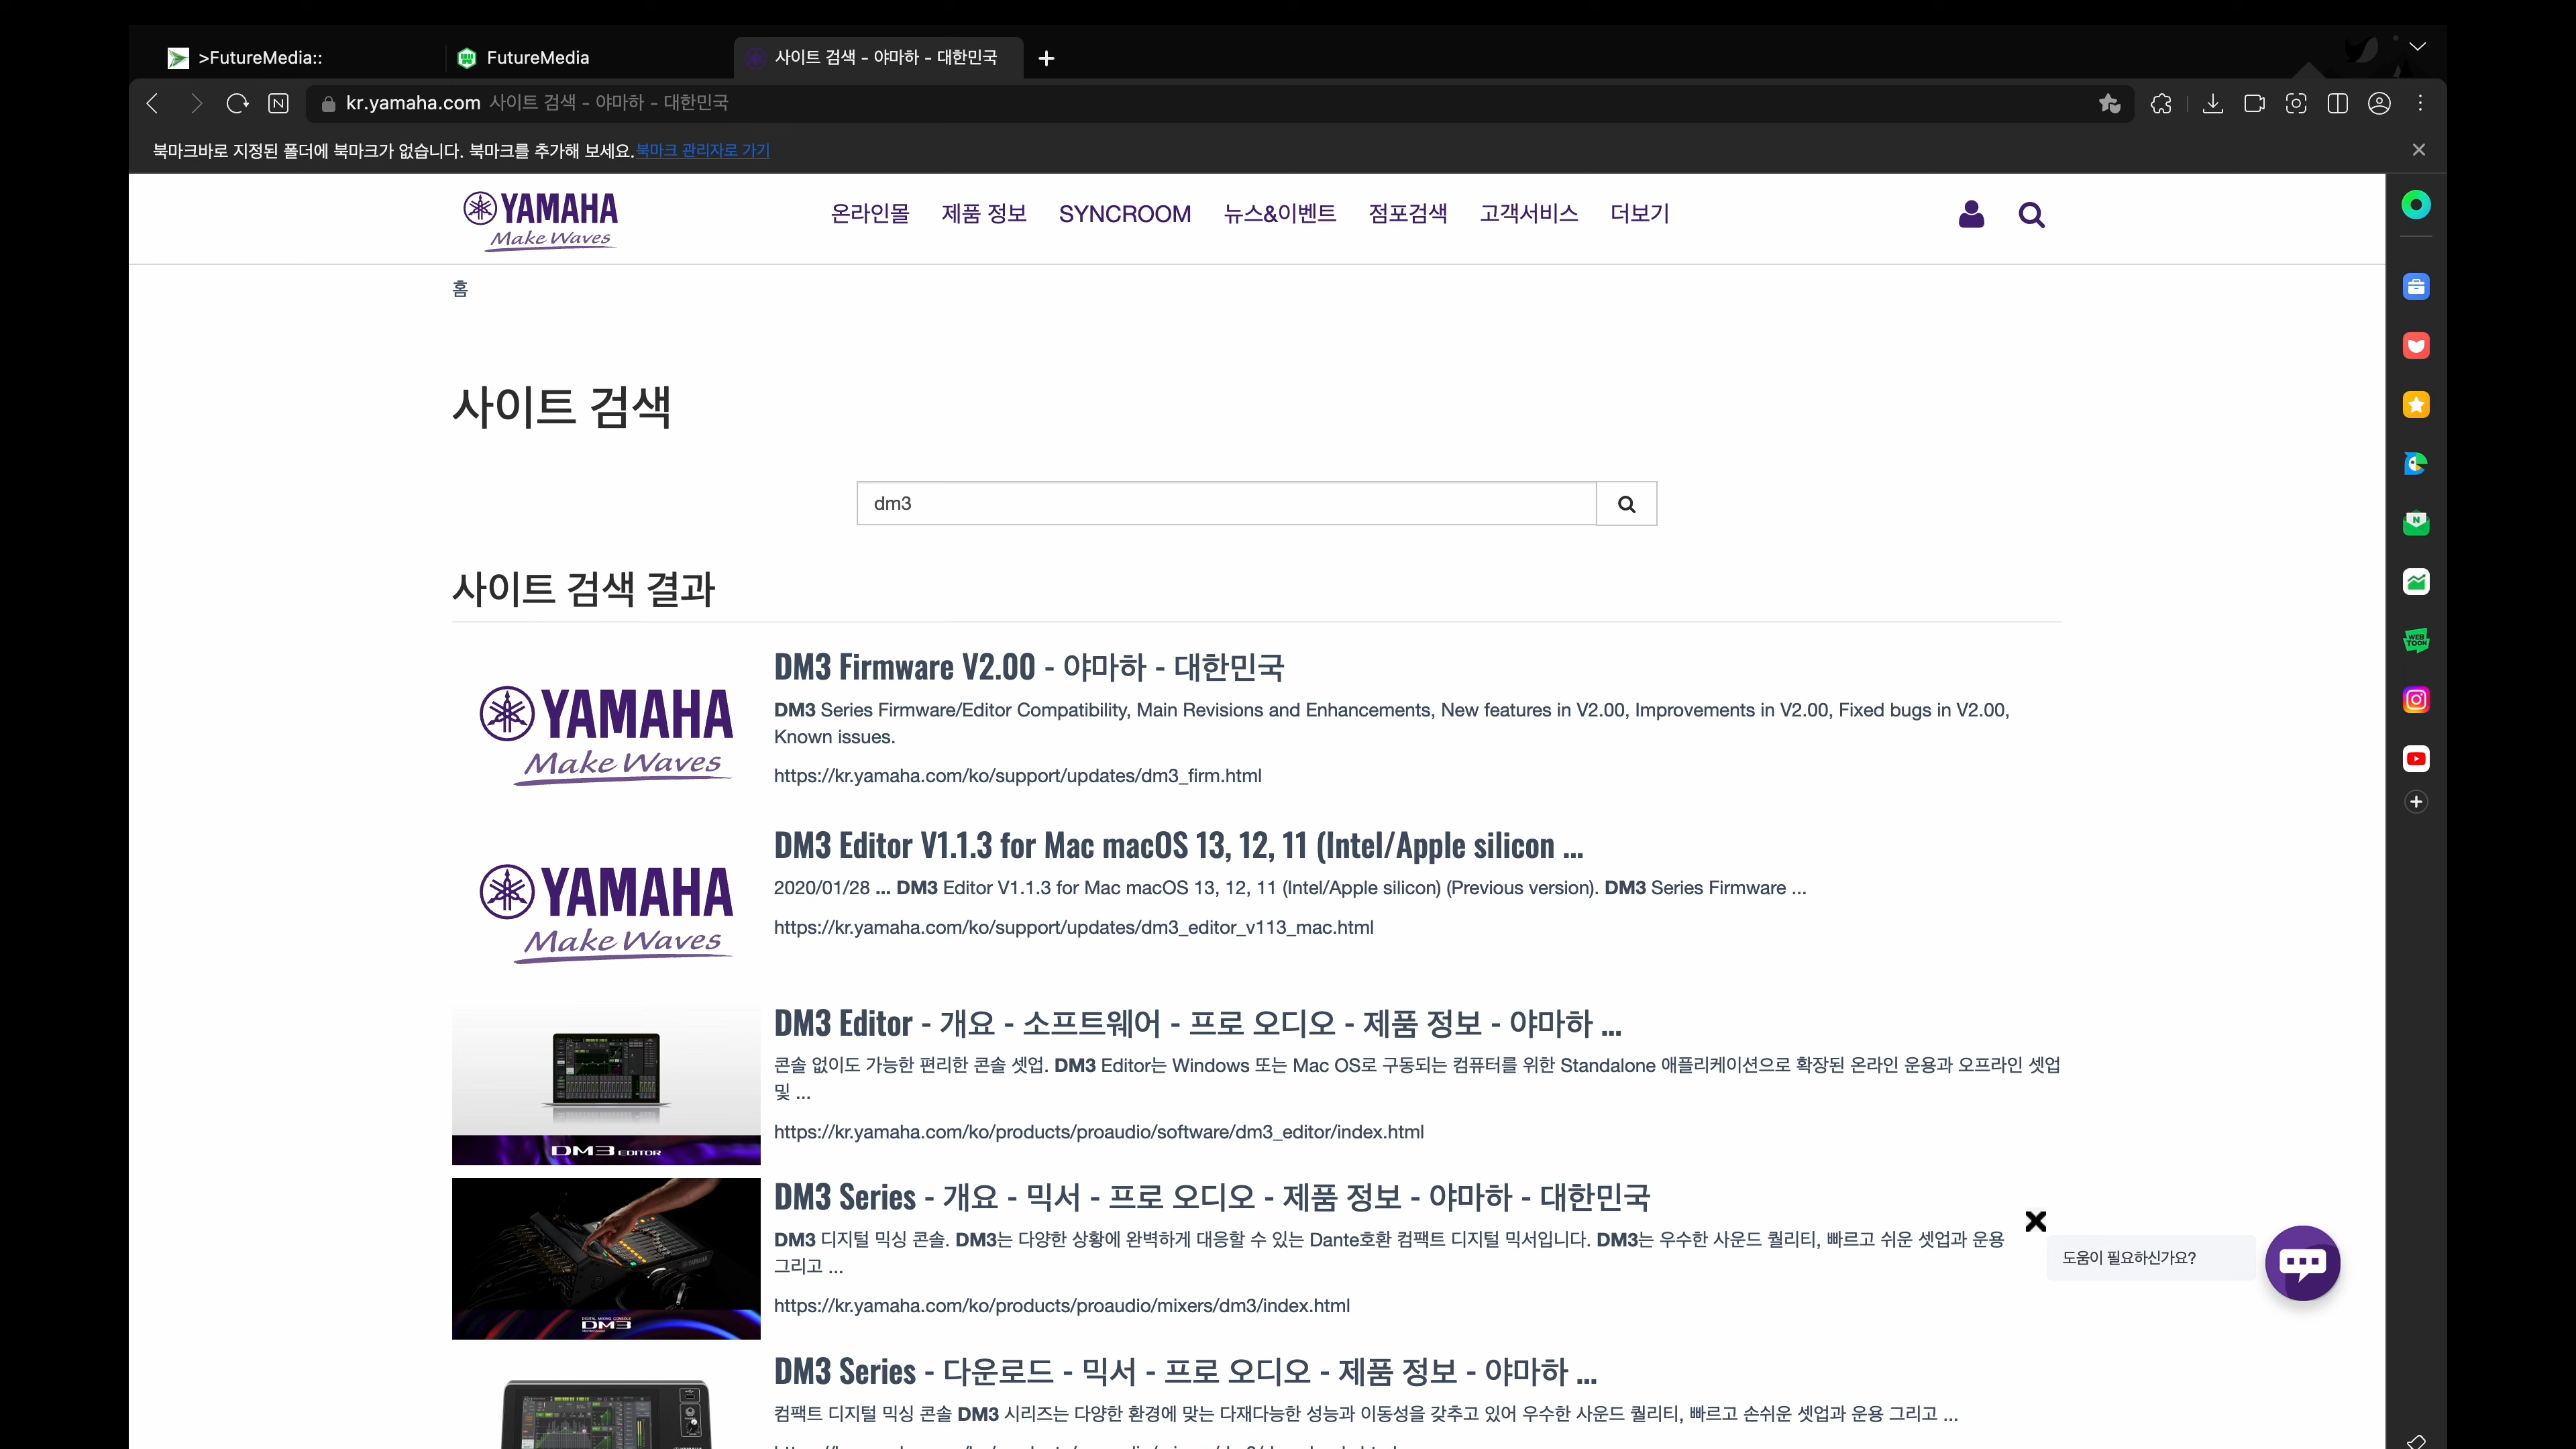 >FutureMedia::
FutureMedia
사이트 검색 - 야마하 - 대한민국
kr.yamaha.com 사이트 검색 - 야마하 - 대한민국
북마크바로 지정된 폴더에 북마크가 없습니다. 북마크를 추가해 보세요. 북마크 관리자로 가기
YAMAHA
Make Waves
온라인몰 제품 정보 SYNCROOM 뉴스&이벤트 점포검색 고객서비스 더보기
홈
사이트 검색
dm3
사이트 검색 결과
YAMAHA
Make Waves
DM3 Firmware V2.00 - 야마하 - 대한민국
DM3 Series Firmware/Editor Compatibility, Main Revisions and Enhancements, New features in V2.00, Improvements in V2.00, Fixed bugs in V2.00,
Known issues.
https://kr.yamaha.com/ko/support/updates/dm3_firm.html
YAMAHA
Make Waves
DM3 Editor V1.1.3 for Mac macOS 13, 12, 11 (Intel/Apple silicon ...
2020/01/28 ... DM3 Editor V1.1.3 for Mac macOS 13, 12, 11 (Intel/Apple silicon) (Previous version). DM3 Series Firmware ...
https://kr.yamaha.com/ko/support/updates/dm3_editor_v113_mac.html
DM3 EDITOR
DM3 Editor - 개요 - 소프트웨어 - 프로 오디오 - 제품 정보 - 야마하 ...
콘솔 없이도 가능한 편리한 콘솔 셋업. DM3 Editor는 Windows 또는 Mac OS로 구동되는 컴퓨터를 위한 Standalone 애플리케이션으로 확장된 온라인 운용과 오프라인 셋업
및 ...
https://kr.yamaha.com/ko/products/proaudio/software/dm3_editor/index.html
DIGITAL MIXING CONSOLE
DM3
DM3 Series - 개요 - 믹서 - 프로 오디오 - 제품 정보 - 야마하 - 대한민국
DM3 디지털 믹싱 콘솔. DM3는 다양한 상황에 완벽하게 대응할 수 있는 Dante호환 컴팩트 디지털 믹서입니다. DM3는 우수한 사운드 퀄리티, 빠르고 쉬운 셋업과 운용
그리고 ...
https://kr.yamaha.com/ko/products/proaudio/mixers/dm3/index.html
도움이 필요하신가요?
DM3 Series - 다운로드 - 믹서 - 프로 오디오 - 제품 정보 - 야마하 ...
컴팩트 디지털 믹싱 콘솔 DM3 시리즈는 다양한 환경에 맞는 다재다능한 성능과 이동성을 갖추고 있어 우수한 사운드 퀄리티, 빠르고 손쉬운 셋업과 운용 그리고 ...